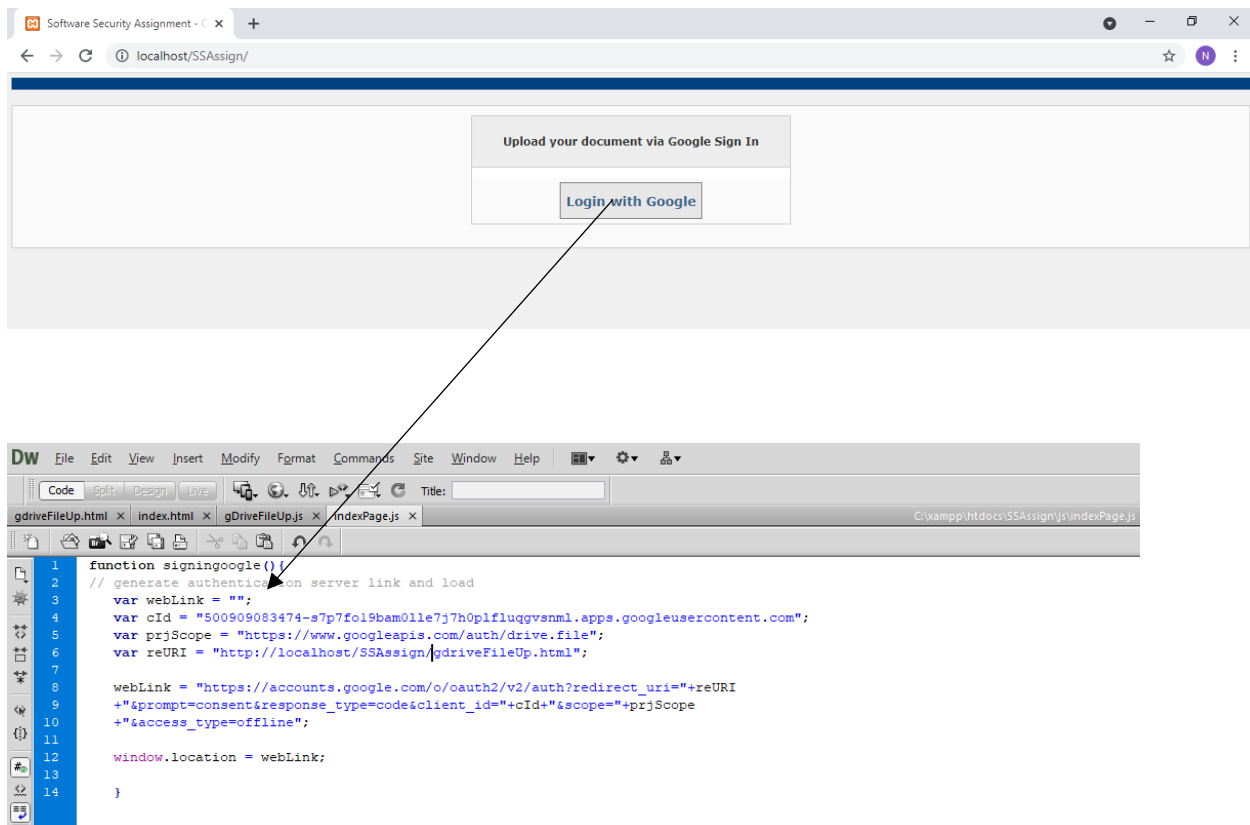 Software Security Assignment - G
localhost/SSAssign/
N
Upload your document via Google Sign In
Login with Google
DW File Edit View Insert Modify Format Commands Site Window Help
Code Split Design Live Title:
gdriveFileUp.html × index.html × gDriveFileUp.js × indexPage.js × C:\xampp\htdocs\SSAssign\js\indexPage.js
1 function signingoogle(){
2 // generate authentication server link and load
3 var webLink = "";
4 var cId = "500909083474-s7p7fo19bam0lle7j7h0plfluqgvsnml.apps.googleusercontent.com";
5 var prjScope = "https://www.googleapis.com/auth/drive.file";
6 var reURI = "http://localhost/SSAssign/gdriveFileUp.html";
7
8 webLink = "https://accounts.google.com/o/oauth2/v2/auth?redirect_uri="+reURI
9 +"&prompt=consent&response_type=code&client_id="+cId+"&scope="+prjScope
10 +"&access_type=offline";
11
12 window.location = webLink;
13
14 }